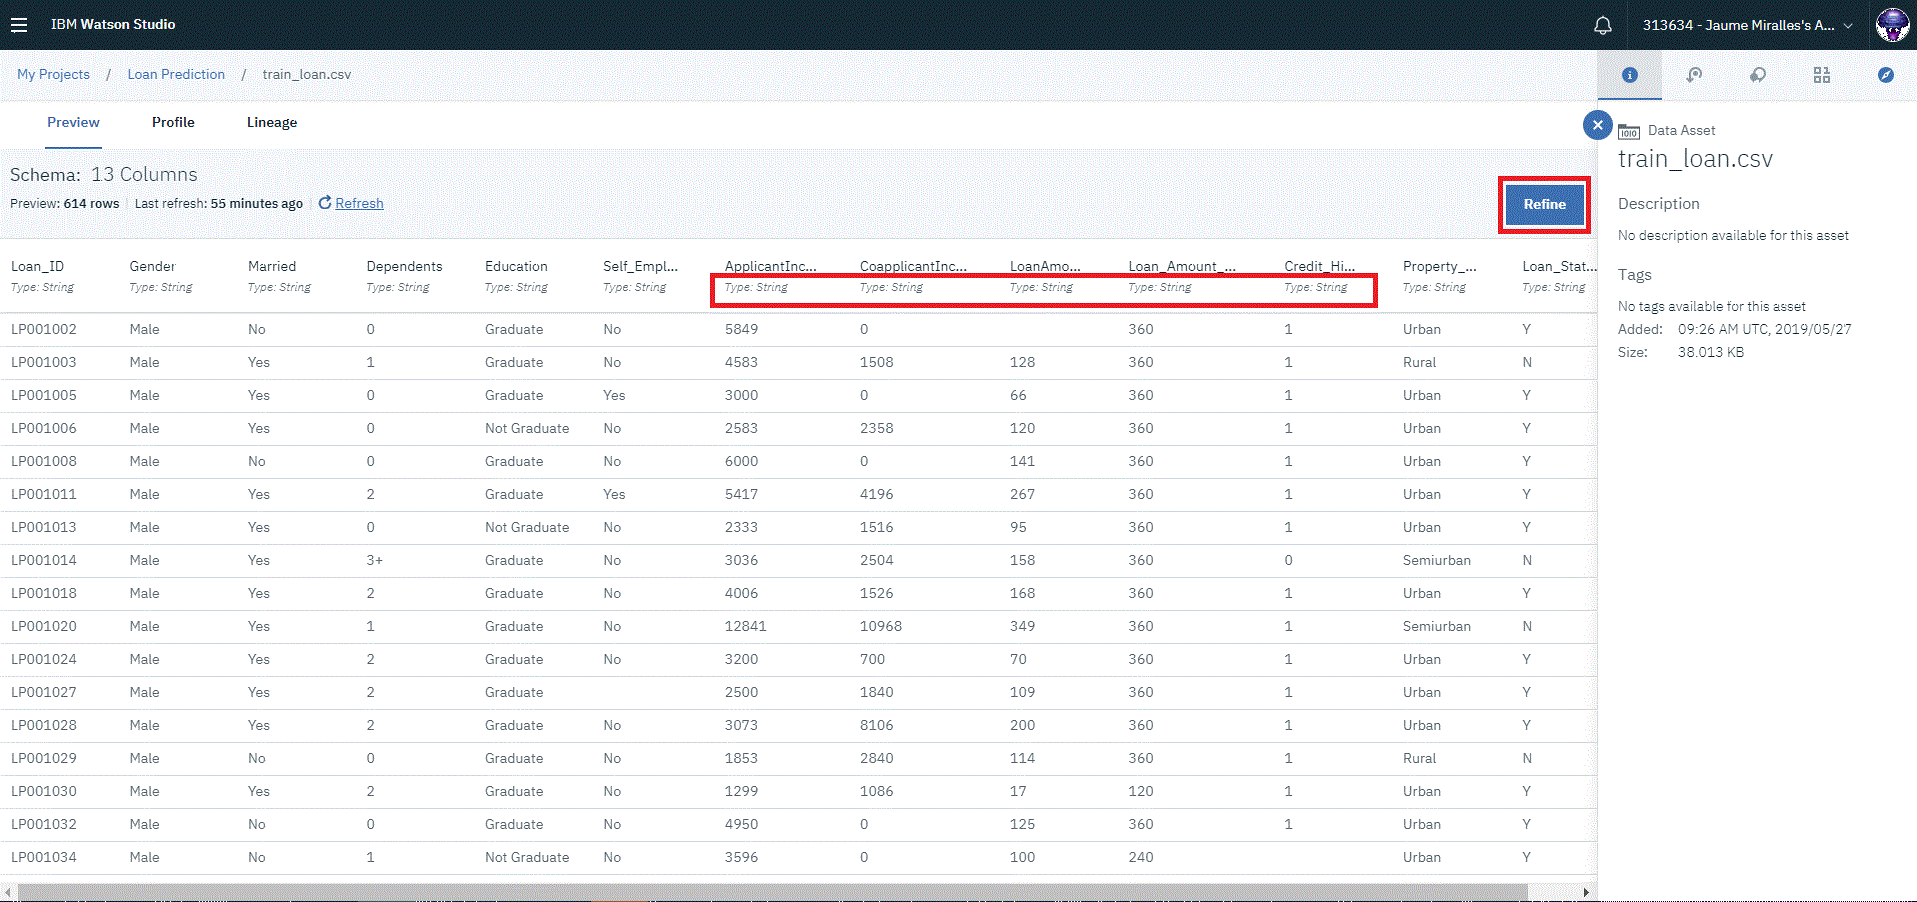 IBM Watson Studio
313634 - Jaume Miralles's A...
My Projects / Loan Prediction / train_loan.csv
Preview Profile Lineage
Schema: 13 Columns
Preview: 614 rows Last refresh: 55 minutes ago Refresh
Refine
Loan_ID Gender Married Dependents Education Self_Empl... ApplicantInc... CoapplicantInc... LoanAmo... Loan_Amount_... Credit_Hi... Property_... Loan_Stat...
Type: String Type: String Type: String Type: String Type: String Type: String Type: String Type: String Type: String Type: String Type: String Type: String Type: String
LP001002 Male No 0 Graduate No 5849 0 360 1 Urban Y
LP001003 Male Yes 1 Graduate No 4583 1508 128 360 1 Rural N
LP001005 Male Yes 0 Graduate Yes 3000 0 66 360 1 Urban Y
LP001006 Male Yes 0 Not Graduate No 2583 2358 120 360 1 Urban Y
LP001008 Male No 0 Graduate No 6000 0 141 360 1 Urban Y
LP001011 Male Yes 2 Graduate Yes 5417 4196 267 360 1 Urban Y
LP001013 Male Yes 0 Not Graduate No 2333 1516 95 360 1 Urban Y
LP001014 Male Yes 3+ Graduate No 3036 2504 158 360 0 Semiurban N
LP001018 Male Yes 2 Graduate No 4006 1526 168 360 1 Urban Y
LP001020 Male Yes 1 Graduate No 12841 10968 349 360 1 Semiurban N
LP001024 Male Yes 2 Graduate No 3200 700 70 360 1 Urban Y
LP001027 Male Yes 2 Graduate 2500 1840 109 360 1 Urban Y
LP001028 Male Yes 2 Graduate No 3073 8106 200 360 1 Urban Y
LP001029 Male No 0 Graduate No 1853 2840 114 360 1 Rural N
LP001030 Male Yes 2 Graduate No 1299 1086 17 120 1 Urban Y
LP001032 Male No 0 Graduate No 4950 0 125 360 1 Urban Y
LP001034 Male No 1 Not Graduate No 3596 0 100 240 Urban Y
Data Asset
train_loan.csv
Description
No description available for this asset
Tags
No tags available for this asset
Added: 09:26 AM UTC, 2019/05/27
Size: 38.013 KB